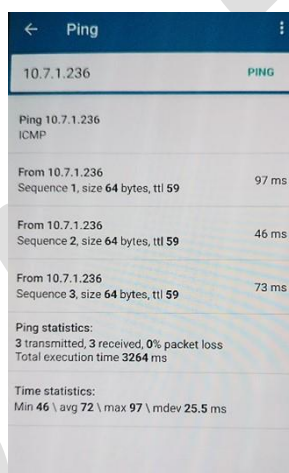 Ping
10.7.1.236 PING
Ping 10.7.1.236
ICMP
From 10.7.1.236
Sequence 1, size 64 bytes, ttl 59 97 ms
From 10.7.1.236
Sequence 2, size 64 bytes, ttl 59 46 ms
From 10.7.1.236
Sequence 3, size 64 bytes, ttl 59 73 ms
Ping statistics:
3 transmitted, 3 received, 0% packet loss
Total execution time 3264 ms
Time statistics:
Min 46 \ avg 72 \ max 97 \ mdev 25.5 ms